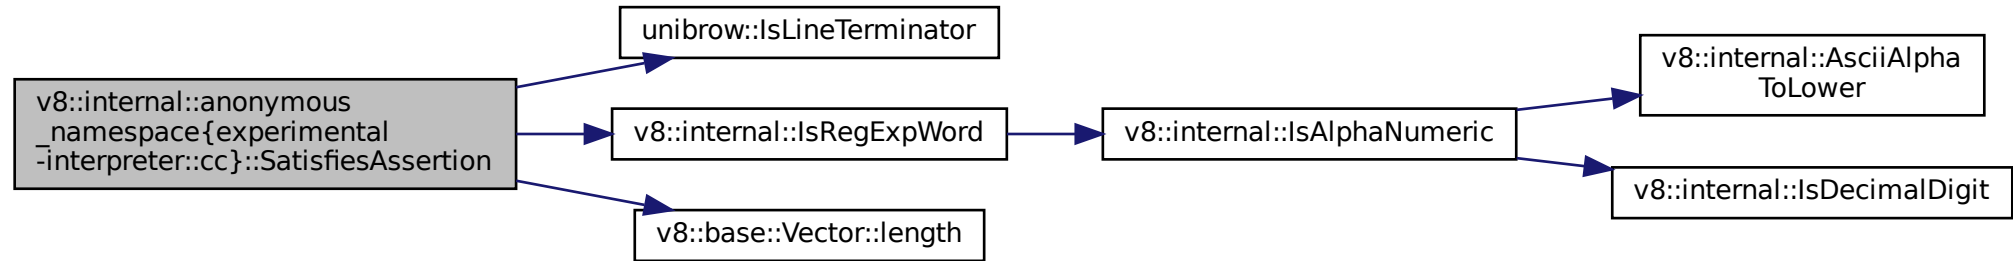 v8::internal::anonymous
_namespace{experimental
-interpreter::cc}::SatisfiesAssertion
unibrow::IsLineTerminator
v8::internal::IsRegExpWord
v8::base::Vector::length
v8::internal::IsAlphaNumeric
v8::internal::AsciiAlpha
ToLower
v8::internal::IsDecimalDigit